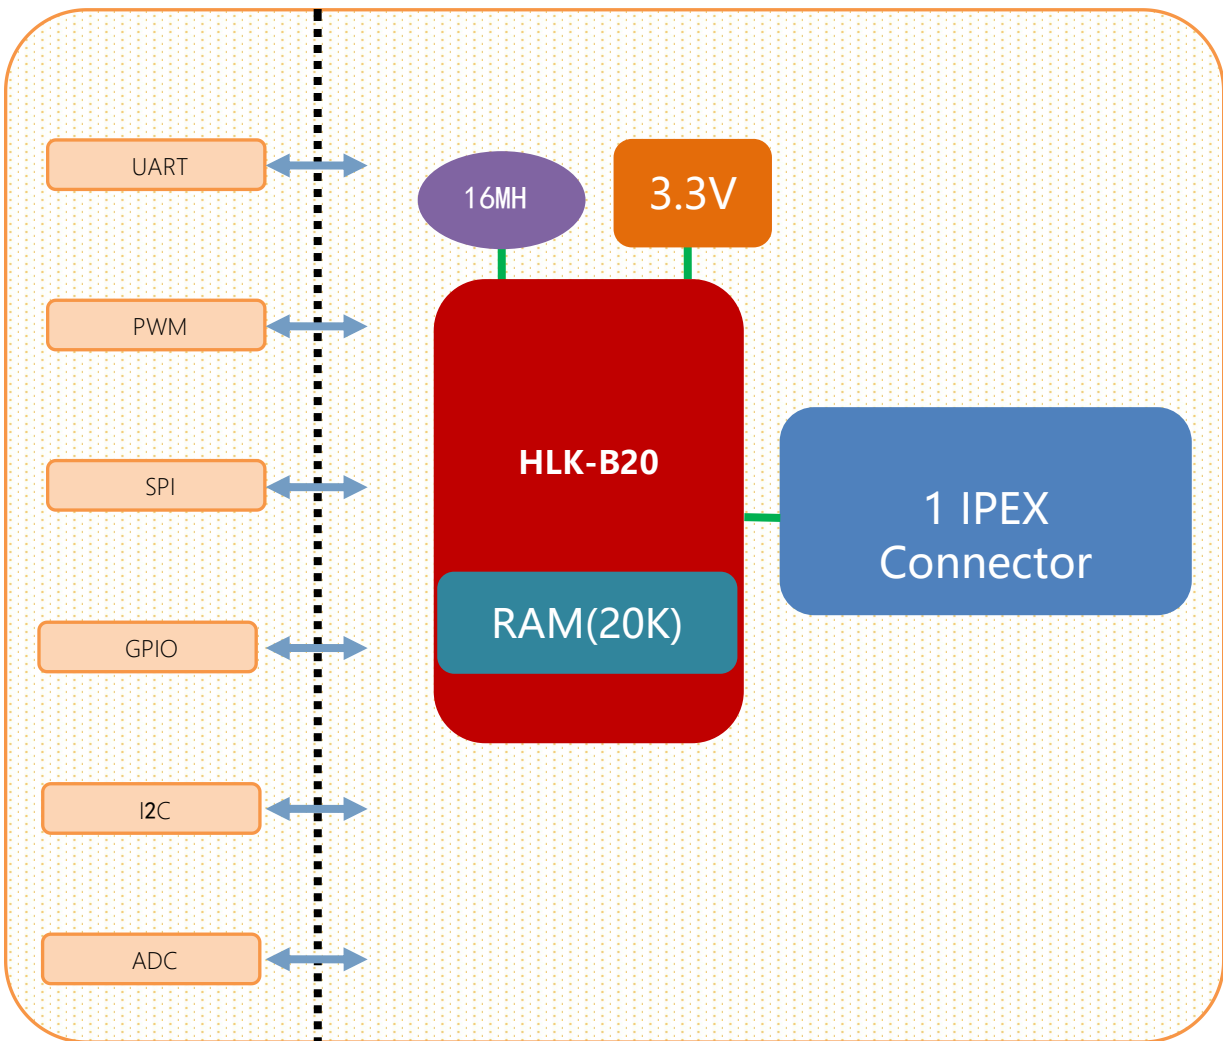 UART
16MH
3.3V
PWM
HLK-B20
SPI
1 IPEX
Connector
RAM(20K)
GPIO
I2C
ADC